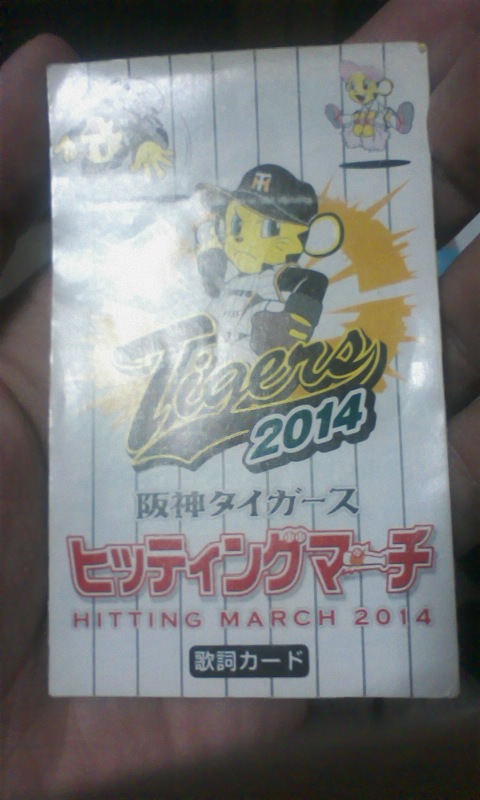 Tigers
2014
阪神タイガース
ヒッティングマーチ
HITTING MARCH 2014
歌詞カード